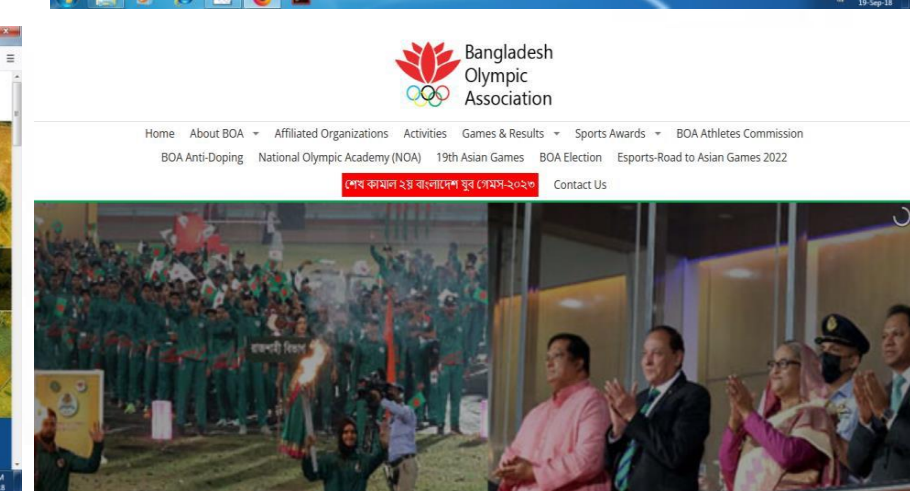 19-Sep-18
Bangladesh
Olympic
Association
Home About BOA Affiliated Organizations Activities Games & Results Sports Awards BOA Athletes Commission
BOA Anti-Doping National Olympic Academy (NOA) 19th Asian Games BOA Election Esports-Road to Asian Games 2022
শেখ কামাল ২য় বাংলাদেশ যুব গেমস-২০২৩ Contact Us
রাজশাহী বিভাগ